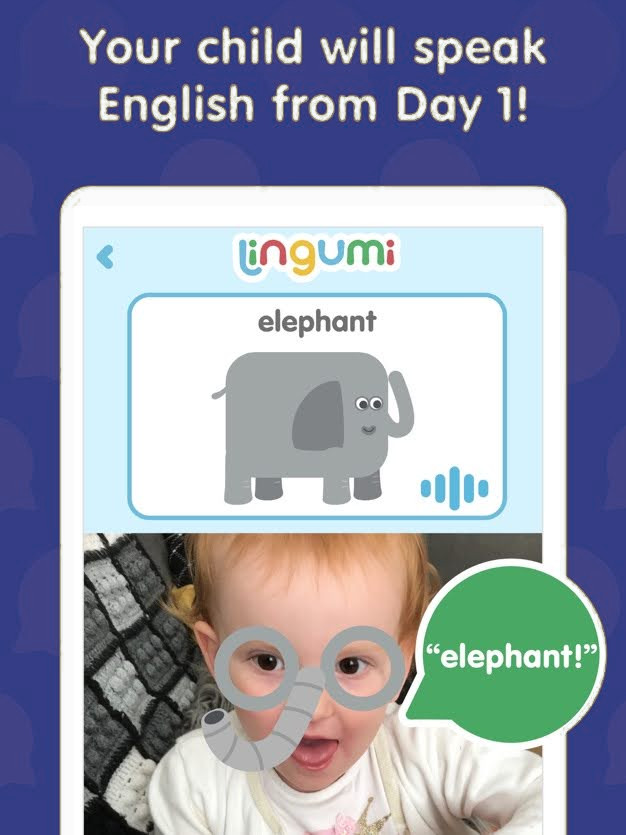 Your child will speak
English from Day 1!
lingumi
elephant
“elephant!”